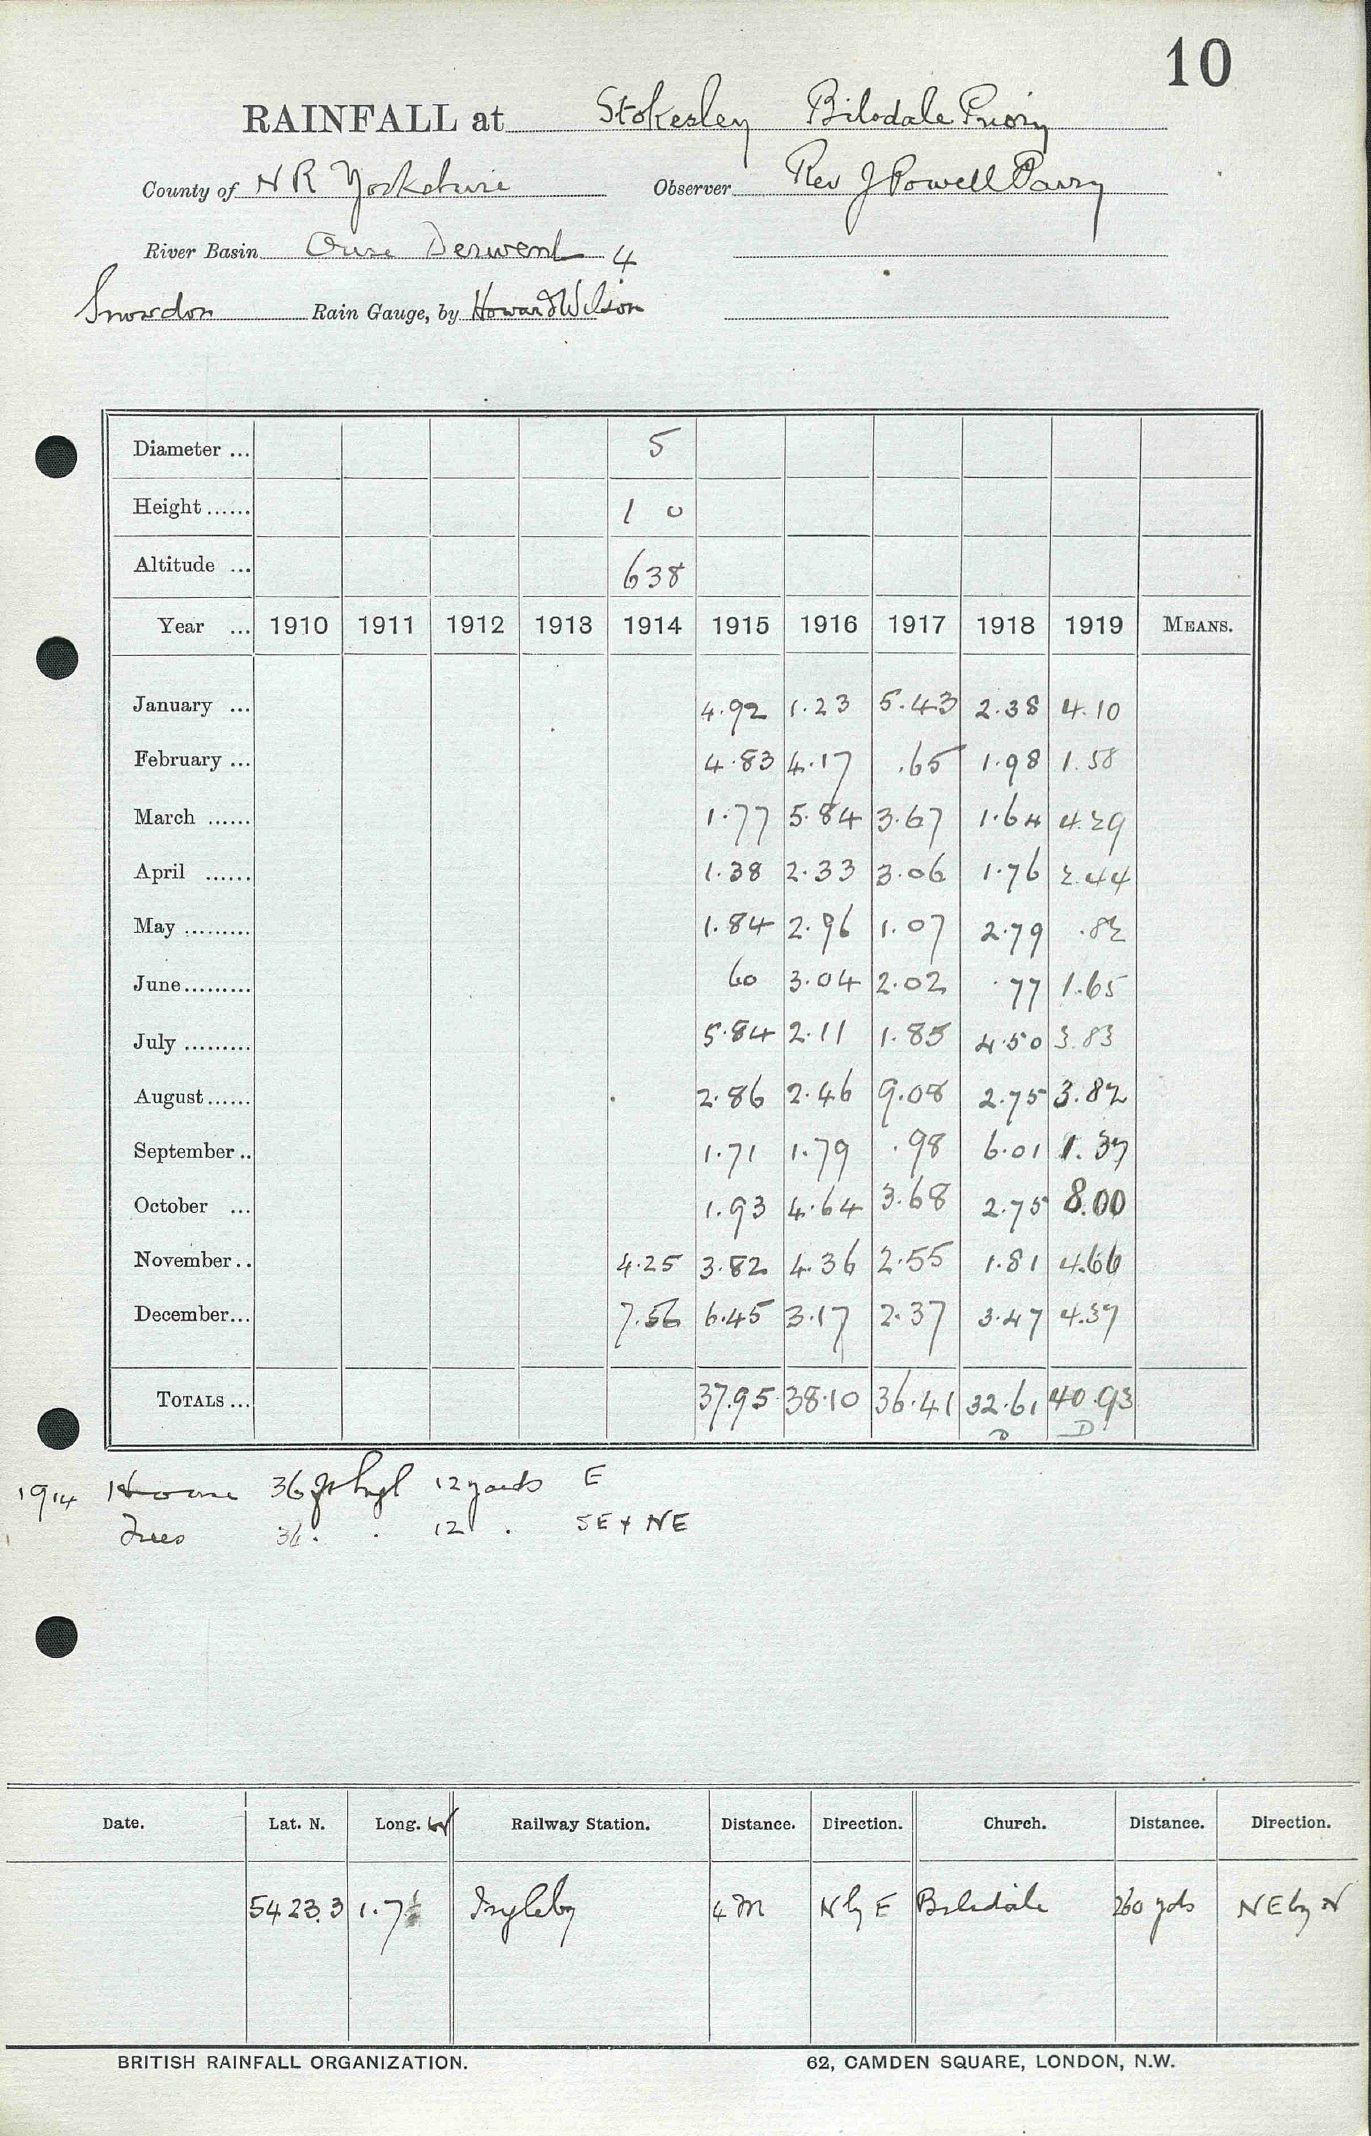 10
RAINFALL at Stokesley Bilsdale Priory
County of N R Yorkshire Observer Rev J Powell Parry
River Basin Ouse Derwent 4
Snowdon Rain Gauge, by Howard & Wilson
Diameter ... 5
Height ...... 1 0
Altitude ... 638
Year ... 1910 1911 1912 1913 1914 1915 1916 1917 1918 1919 MEANS.
January ... 4.92 1.23 5.43 2.38 4.10
February ... 4.83 4.17 .65 1.98 1.58
March ...... 1.77 5.84 3.67 1.64 4.29
April ...... 1.38 2.33 3.06 1.76 2.44
May ......... 1.84 2.96 1.07 2.79 .82
June ......... 60 3.04 2.02 .77 1.65
July ......... 5.84 2.11 1.85 4.50 3.83
August ...... 2.86 2.46 9.08 2.75 3.82
September .. 1.71 1.79 .98 6.01 1.37
October ... 1.93 4.64 3.68 2.75 8.00
November .. 4.25 3.82 4.36 2.55 1.81 4.66
December ... 7.56 6.45 3.17 2.37 3.47 4.37
TOTALS ... 37.95 38.10 36.41 32.61 40.93
D D
1914 House 36 ft hgh 12 yards E
Trees 36 . . 12 . SE & NE
Date. Lat. N. Long. W Railway Station. Distance. Direction. Church. Distance. Direction.
54 23.3 1.7½ Ingleby 4 M N by E Bilsdale 260 yds NE by N
BRITISH RAINFALL ORGANIZATION. 62, CAMDEN SQUARE, LONDON, N.W.